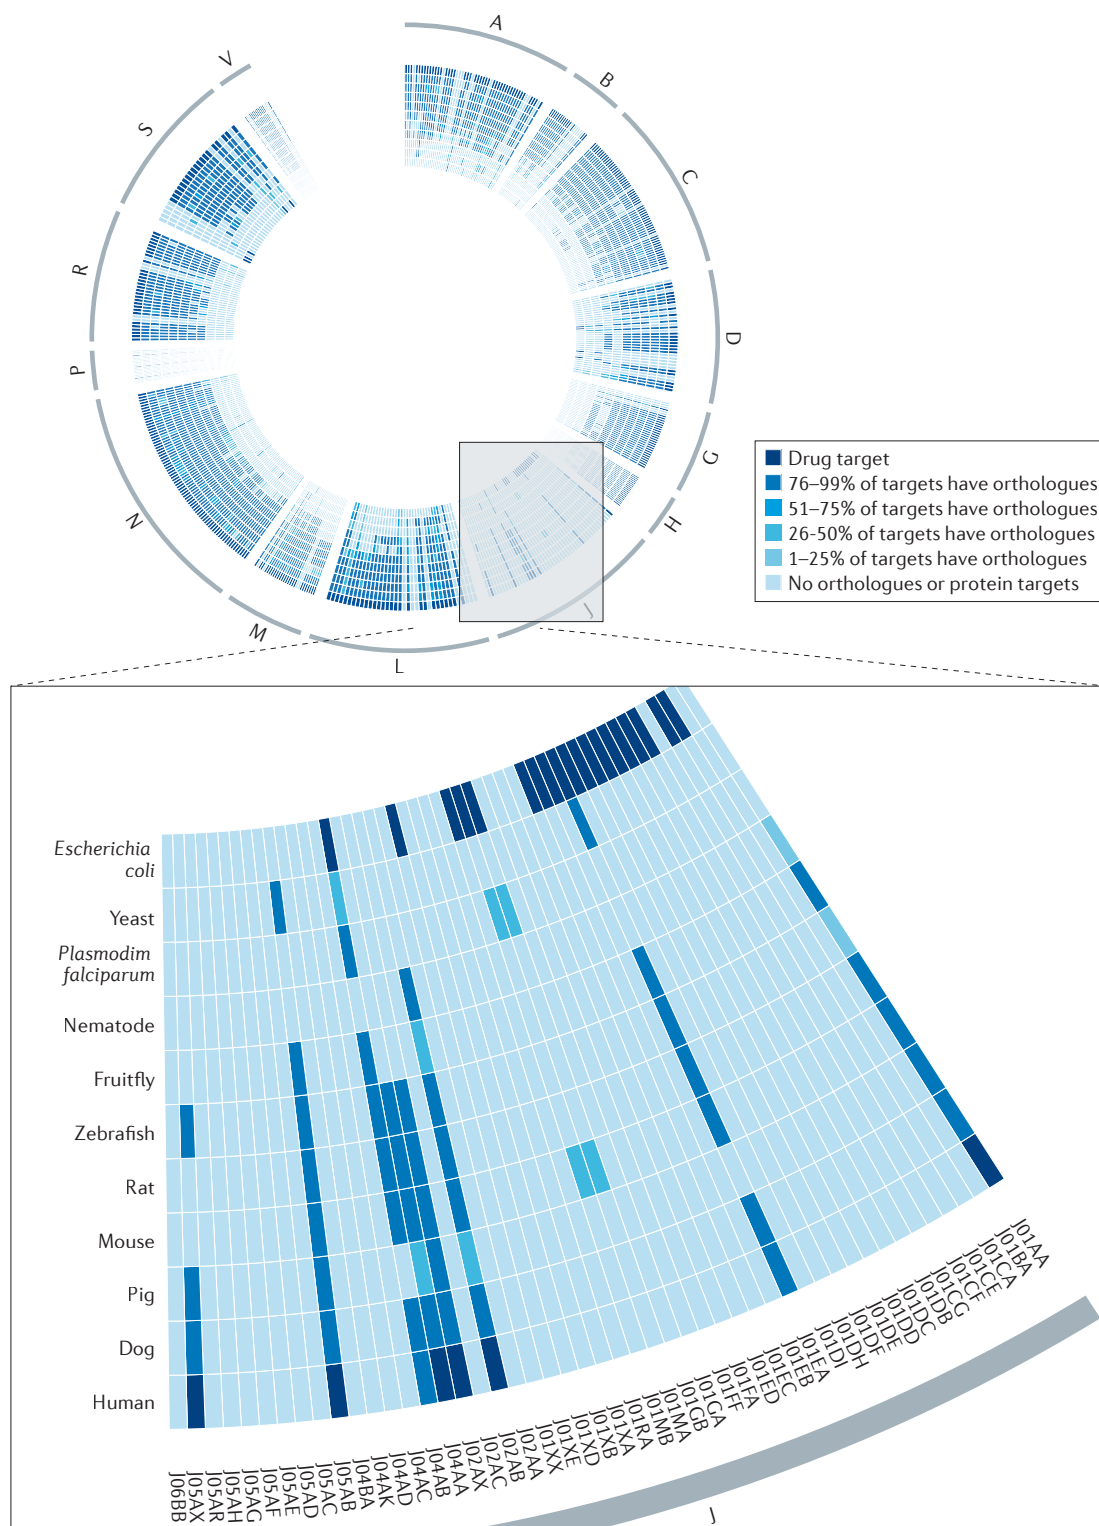 A
B
C
D
G
H
J
L
M
N
P
R
S
V
Drug target
76–99% of targets have orthologues
51–75% of targets have orthologues
26-50% of targets have orthologues
1–25% of targets have orthologues
No orthologues or protein targets
Escherichia
coli
Yeast
Plasmodim
falciparum
Nematode
Fruitfly
Zebrafish
Rat
Mouse
Pig
Dog
Human
J06BB
J05AX
J05AR
J05AH
J05AG
J05AF
J05AE
J05AD
J05AC
J05AB
J04BA
J04AK
J04AD
J04AC
J04AB
J04AA
J02AX
J02AC
J02AB
J02AA
J01XX
J01XE
J01XD
J01XB
J01XA
J01RA
J01MB
J01MA
J01GB
J01GA
J01FF
J01FA
J01ED
J01EC
J01EB
J01EA
J01DI
J01DH
J01DF
J01DE
J01DD
J01DC
J01DB
J01CG
J01CF
J01CE
J01CA
J01BA
J01AA
J